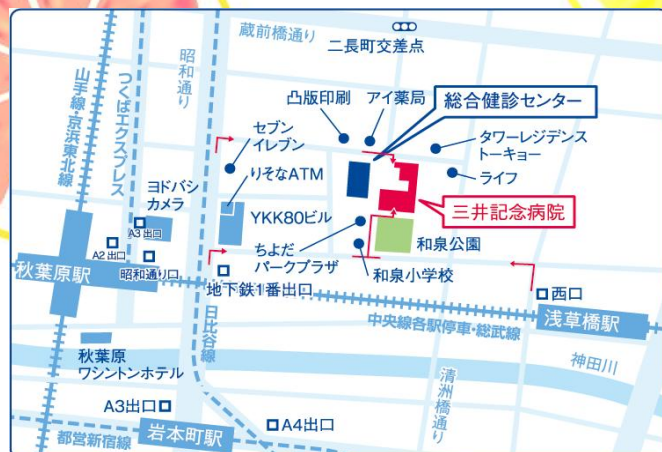 蔵前橋通り
二長町交差点
昭和通り
山手線・京浜東北線
つくばエクスプレス
凸版印刷
アイ薬局
総合健診センター
セブン
イレブン
りそなATM
タワーレジデンス
トーキョー
ライフ
ヨドバシ
カメラ
A3出口
YKK80ビル
三井記念病院
A2出口
ちよだ
パークプラザ
和泉公園
秋葉原駅
昭和通り口
和泉小学校
地下鉄1番出口
西口
浅草橋駅
中央線各駅停車・総武線
日比谷線
秋葉原
ワシントンホテル
神田川
清洲橋通り
A3出口
A4出口
岩本町駅
都営新宿線